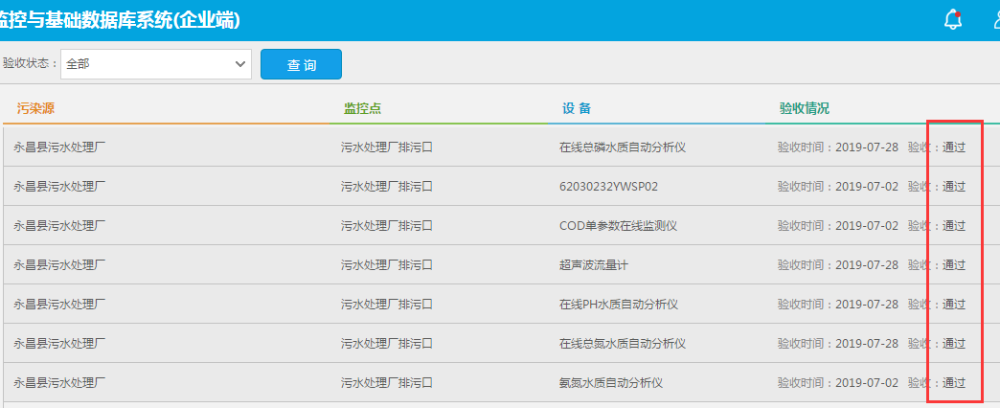 监控与基础数据库系统(企业端)
验收状态： 全部 查 询
污染源 监控点 设 备 验收情况
永昌县污水处理厂 污水处理厂排污口 在线总磷水质自动分析仪 验收时间：2019-07-28 验收：通过
永昌县污水处理厂 污水处理厂排污口 62030232YWSP02 验收时间：2019-07-02 验收：通过
永昌县污水处理厂 污水处理厂排污口 COD单参数在线监测仪 验收时间：2019-07-02 验收：通过
永昌县污水处理厂 污水处理厂排污口 超声波流量计 验收时间：2019-07-28 验收：通过
永昌县污水处理厂 污水处理厂排污口 在线PH水质自动分析仪 验收时间：2019-07-28 验收：通过
永昌县污水处理厂 污水处理厂排污口 在线总氮水质自动分析仪 验收时间：2019-07-28 验收：通过
永昌县污水处理厂 污水处理厂排污口 氨氮水质自动分析仪 验收时间：2019-07-02 验收：通过